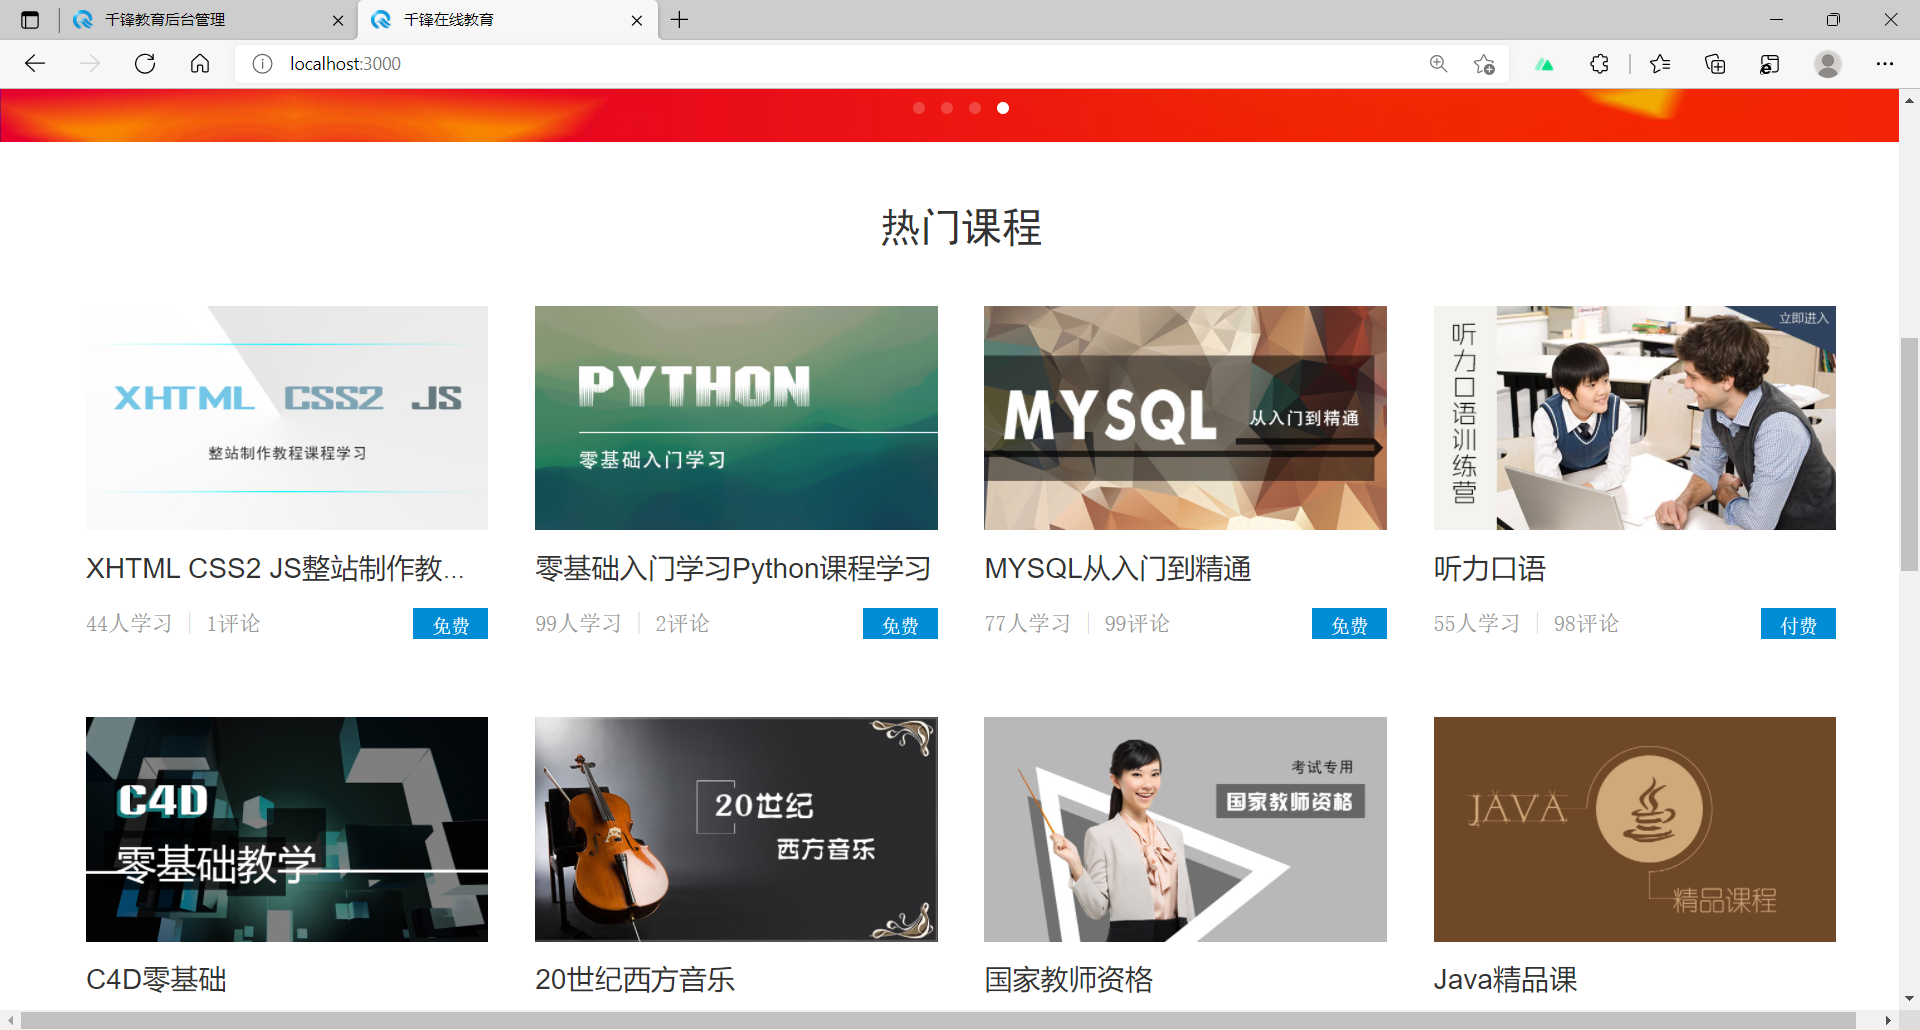 千锋教育后台管理
千锋在线教育
localhost:3000
热门课程
XHTML CSS2 JS
整站制作教程课程学习
PYTHON
零基础入门学习
MYSQL
从入门到精通
听力口语训练营
立即进入
XHTML CSS2 JS整站制作教...
零基础入门学习Python课程学习
MYSQL从入门到精通
听力口语
44人学习 1评论 免费
99人学习 2评论 免费
77人学习 99评论 免费
55人学习 98评论 付费
C4D
零基础教学
20世纪
西方音乐
考试专用
国家教师资格
JAVA
精品课程
C4D零基础
20世纪西方音乐
国家教师资格
Java精品课